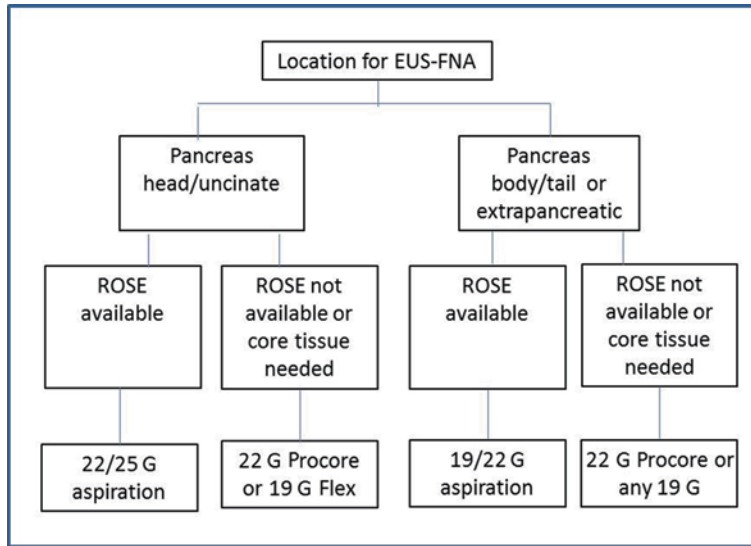 Location for EUS-FNA
Pancreas
head/uncinate
Pancreas
body/tail or
extrapancreatic
ROSE
available
ROSE not
available or
core tissue
needed
ROSE
available
ROSE not
available or
core tissue
needed
22/25 G
aspiration
22 G Procore
or 19 G Flex
19/22 G
aspiration
22 G Procore or
any 19 G